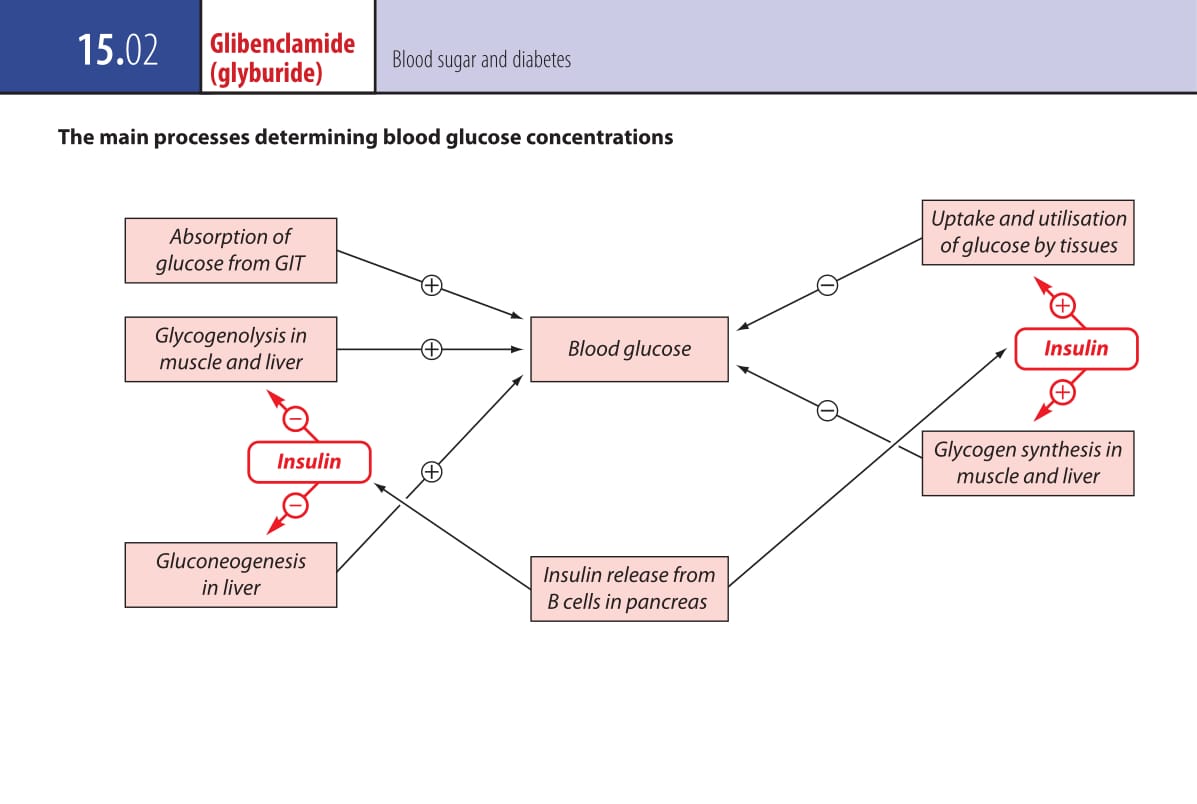 15.02
Glibenclamide
(glyburide)
Blood sugar and diabetes
The main processes determining blood glucose concentrations
Absorption of
glucose from GIT
Uptake and utilisation
of glucose by tissues
+
−
+
Glycogenolysis in
muscle and liver
+
Blood glucose
Insulin
−
−
+
Insulin
+
Glycogen synthesis in
muscle and liver
−
Gluconeogenesis
in liver
Insulin release from
B cells in pancreas